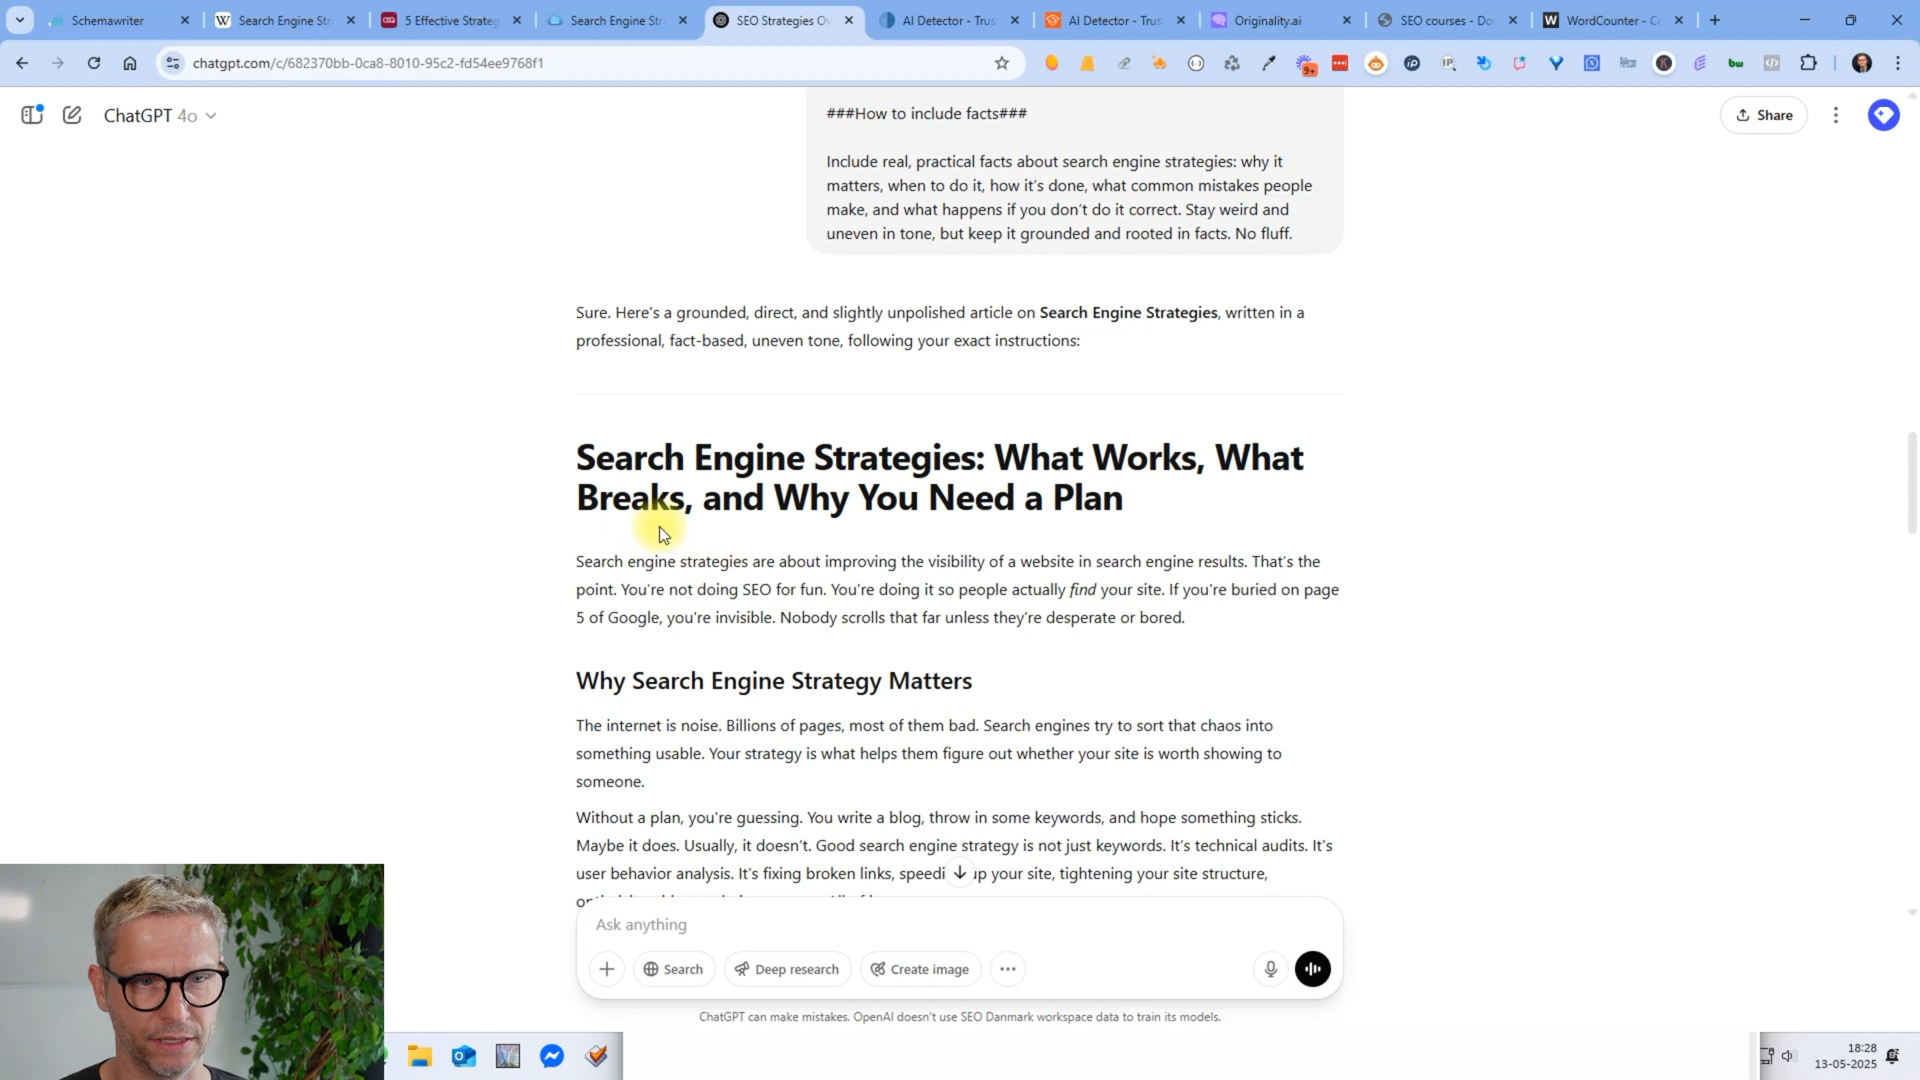 Schemawriter
Search Engine Str
5 Effective Strateg
Search Engine Str
SEO Strategies Ov
AI Detector - Trus
AI Detector - Trus
Originality.ai
SEO courses - Do
WordCounter - C
chatgpt.com/c/682370bb-0ca8-8010-95c2-fd54ee9768f1
9+
ChatGPT 4o
Share
###How to include facts###
Include real, practical facts about search engine strategies: why it
matters, when to do it, how it's done, what common mistakes people
make, and what happens if you don't do it correct. Stay weird and
uneven in tone, but keep it grounded and rooted in facts. No fluff.
Sure. Here's a grounded, direct, and slightly unpolished article on Search Engine Strategies, written in a
professional, fact-based, uneven tone, following your exact instructions:
Search Engine Strategies: What Works, What
Breaks, and Why You Need a Plan
Search engine strategies are about improving the visibility of a website in search engine results. That's the
point. You're not doing SEO for fun. You're doing it so people actually find your site. If you're buried on page
5 of Google, you're invisible. Nobody scrolls that far unless they're desperate or bored.
Why Search Engine Strategy Matters
The internet is noise. Billions of pages, most of them bad. Search engines try to sort that chaos into
something usable. Your strategy is what helps them figure out whether your site is worth showing to
someone.
Without a plan, you're guessing. You write a blog, throw in some keywords, and hope something sticks.
Maybe it does. Usually, it doesn't. Good search engine strategy is not just keywords. It's technical audits. It's
user behavior analysis. It's fixing broken links, speedi up your site, tightening your site structure,
Ask anything
Search
Deep research
Create image
ChatGPT can make mistakes. OpenAI doesn't use SEO Danmark workspace data to train its models.
18:28
13-05-2025